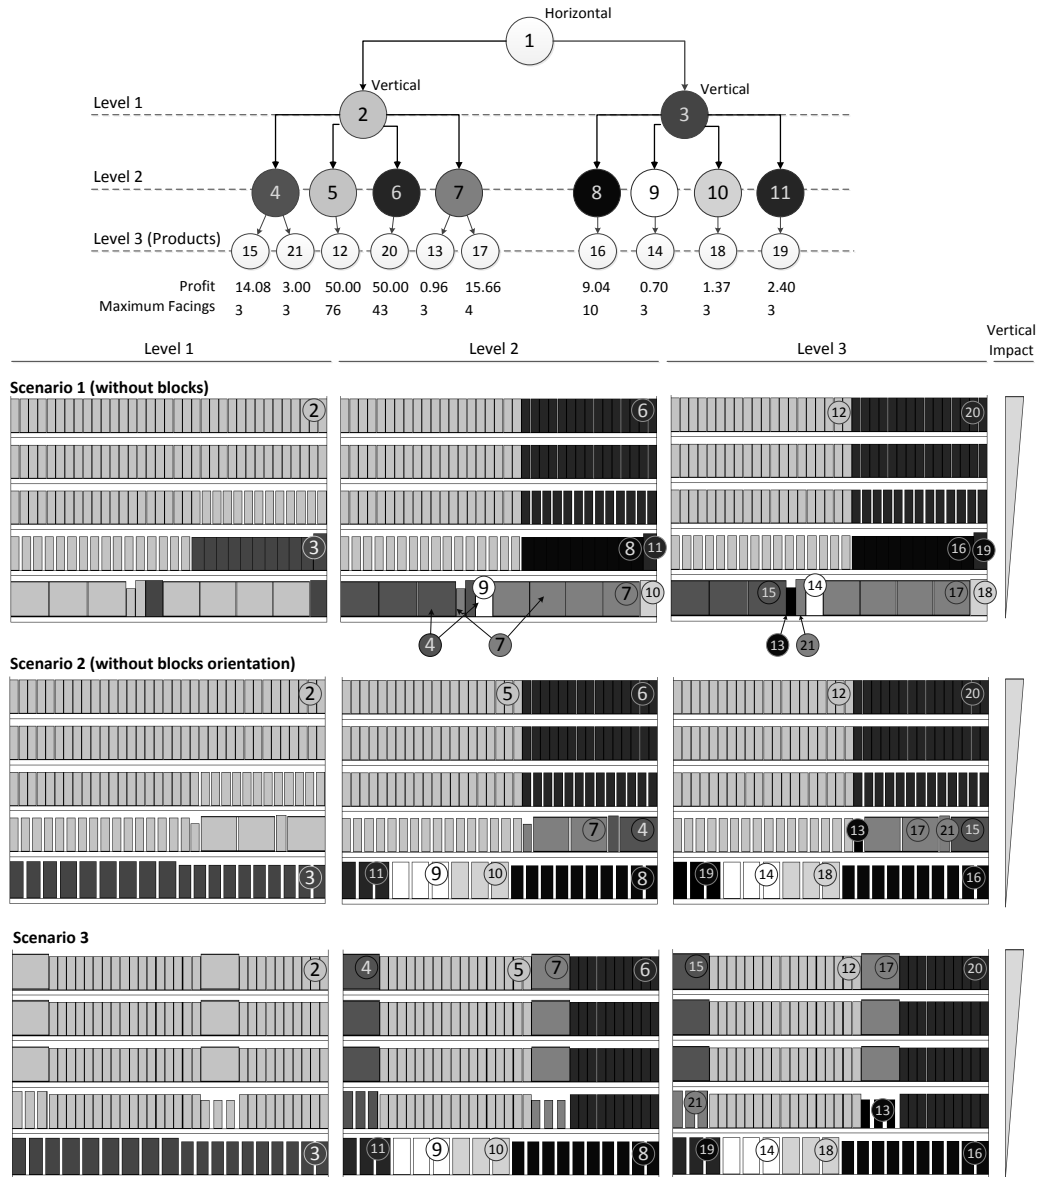 Horizontal
1
Level 1
Vertical
2
Vertical
3
Level 2
4 5 6 7 8 9 10 11
Level 3 (Products)
15 21 12 20 13 17 16 14 18 19
Profit 14.08 3.00 50.00 50.00 0.96 15.66 9.04 0.70 1.37 2.40
Maximum Facings 3 3 76 43 3 4 10 3 3 3
Level 1 Level 2 Level 3 Vertical
Impact
Scenario 1 (without blocks)
2 6 12 20
3 8 11 16 19
9 7 10 15 14 17 18
4 7 13 21
Scenario 2 (without blocks orientation)
2 5 6 12 20
7 4 13 17 21 15
3 11 9 10 8 19 14 18 16
Scenario 3
2 4 5 7 6 15 12 17 20
21 13
3 11 9 10 8 19 14 18 16